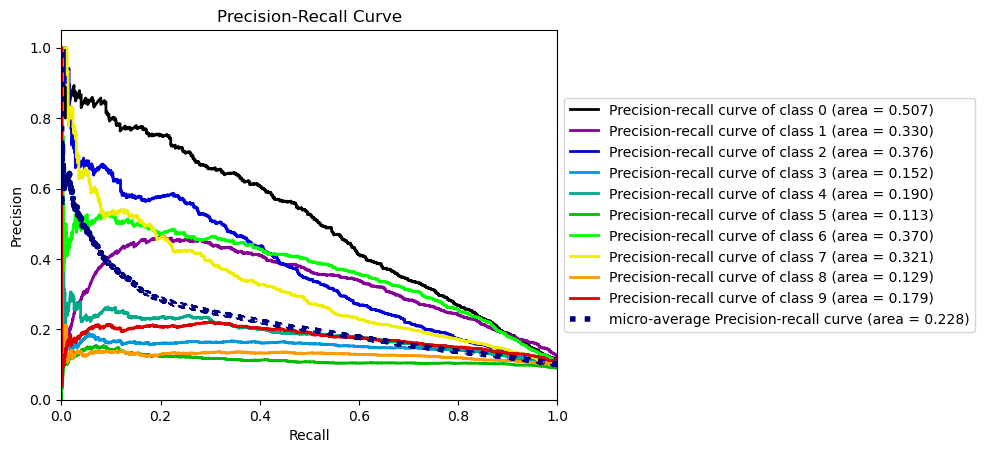 Precision-Recall Curve
1.0
0.8
0.6
0.4
0.2
0.0
Precision
0.0 0.2 0.4 0.6 0.8 1.0
Recall
Precision-recall curve of class 0 (area = 0.507)
Precision-recall curve of class 1 (area = 0.330)
Precision-recall curve of class 2 (area = 0.376)
Precision-recall curve of class 3 (area = 0.152)
Precision-recall curve of class 4 (area = 0.190)
Precision-recall curve of class 5 (area = 0.113)
Precision-recall curve of class 6 (area = 0.370)
Precision-recall curve of class 7 (area = 0.321)
Precision-recall curve of class 8 (area = 0.129)
Precision-recall curve of class 9 (area = 0.179)
micro-average Precision-recall curve (area = 0.228)